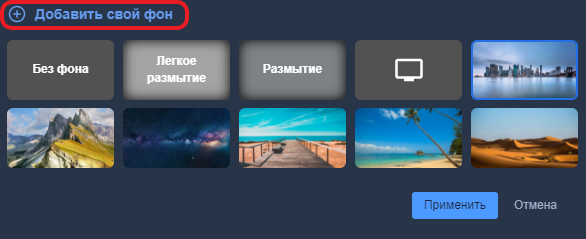 Добавить свой фон
Без фона
Легкое
размытие
Размытие
Применить
Отмена